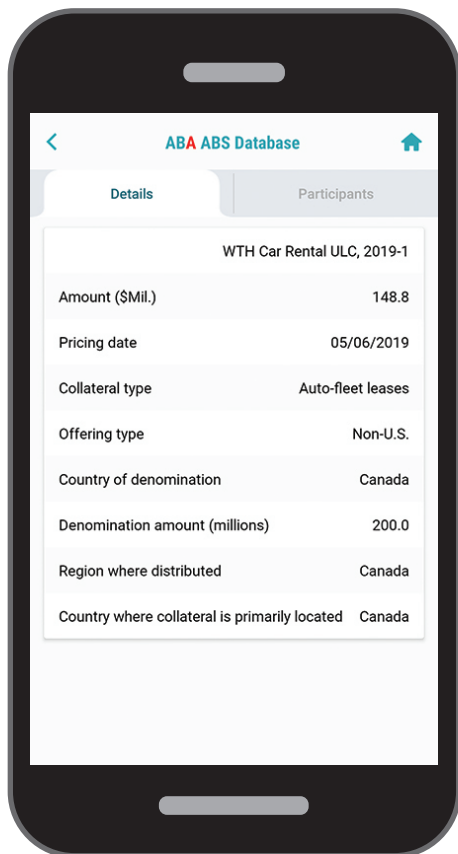 ABA ABS Database
Details Participants
WTH Car Rental ULC, 2019-1
Amount ($Mil.) 148.8
Pricing date 05/06/2019
Collateral type Auto-fleet leases
Offering type Non-U.S.
Country of denomination Canada
Denomination amount (millions) 200.0
Region where distributed Canada
Country where collateral is primarily located Canada